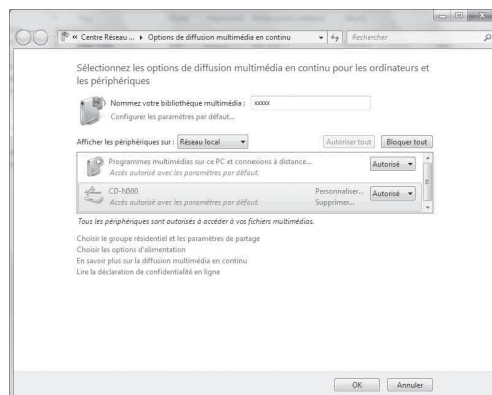 « Centre Réseau ... ▸ Options de diffusion multimédia en continu
Rechercher
Sélectionnez les options de diffusion multimédia en continu pour les ordinateurs et
les périphériques
Nommez votre bibliothèque multimédia : xxxxx
Configurer les paramètres par défaut...
Afficher les périphériques sur : Réseau local
Autoriser tout
Bloquer tout
Programmes multimédias sur ce PC et connexions à distance...
Autorisé
Accès autorisé avec les paramètres par défaut.
CD-N500
Personnaliser...
Autorisé
Accès autorisé avec les paramètres par défaut.
Supprimer...
Tous les périphériques sont autorisés à accéder à vos fichiers multimédias.
Choisir le groupe résidentiel et les paramètres de partage
Choisir les options d'alimentation
En savoir plus sur la diffusion multimédia en continu
Lire la déclaration de confidentialité en ligne
OK
Annuler